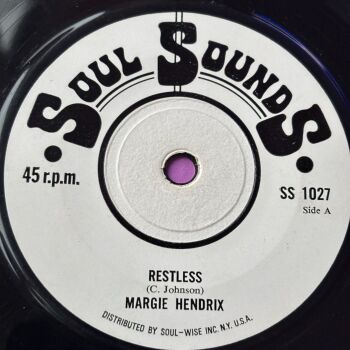 SOUL SOUNDS
45 r.p.m.
SS 1027
Side A
RESTLESS
(C. Johnson)
MARGIE HENDRIX
DISTRIBUTED BY SOUL-WISE INC. N.Y. U.S.A.